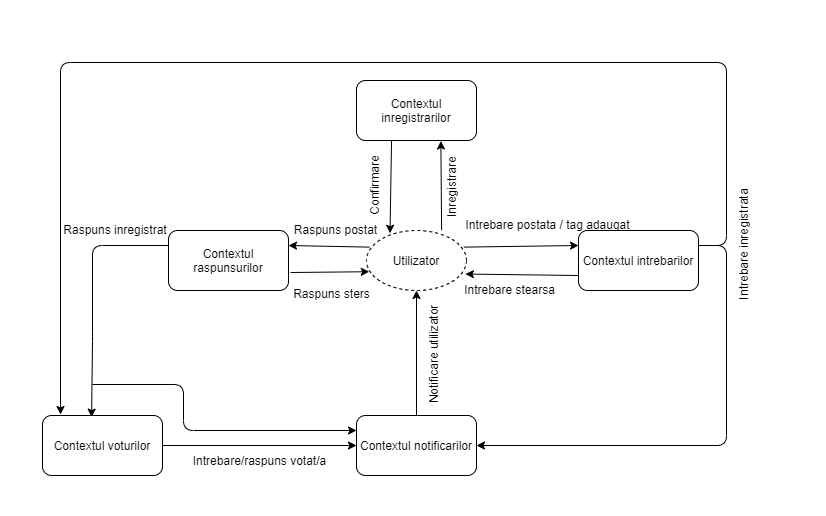 Contextul
inregistrarilor
Confirmare
Inregistrare
Raspuns inregistrat
Raspuns postat
Intrebare postata / tag adaugat
Contextul
raspunsurilor
Utilizator
Contextul intrebarilor
Intrebare inregistrata
Raspuns sters
Intrebare stearsa
Notificare utilizator
Contextul voturilor
Contextul notificarilor
Intrebare/raspuns votat/a